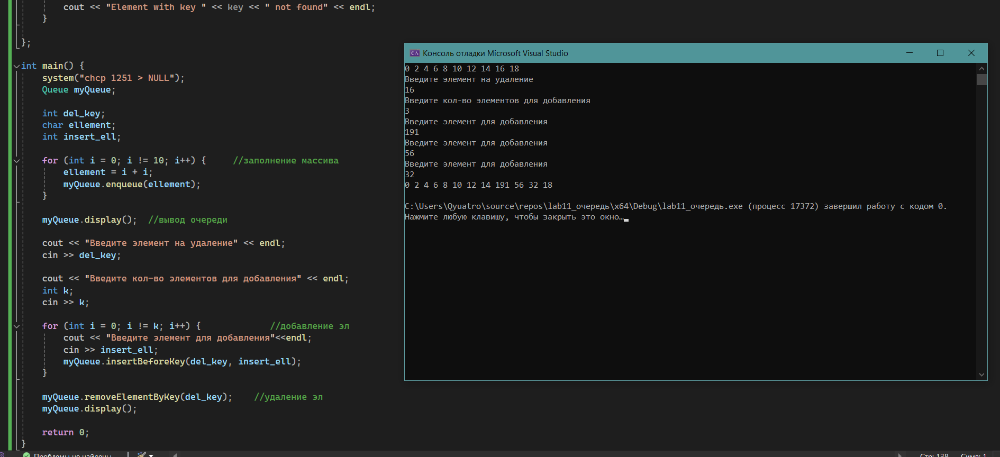 cout << "Element with key " << key << " not found" << endl;
}
};
int main() {
system("chcp 1251 > NULL");
Queue myQueue;
int del_key;
char ellement;
int insert_ell;
for (int i = 0; i != 10; i++) { //заполнение массива
ellement = i + i;
myQueue.enqueue(ellement);
}
myQueue.display(); //вывод очереди
cout << "Введите элемент на удаление" << endl;
cin >> del_key;
cout << "Введите кол-во элементов для добавления" << endl;
int k;
cin >> k;
for (int i = 0; i != k; i++) { //добавление эл
cout << "Введите элемент для добавления"<<endl;
cin >> insert_ell;
myQueue.insertBeforeKey(del_key, insert_ell);
}
myQueue.removeElementByKey(del_key); //удаление эл
myQueue.display();
return 0;
}
Консоль отладки Microsoft Visual Studio
0 2 4 6 8 10 12 14 16 18
Введите элемент на удаление
16
Введите кол-во элементов для добавления
3
Введите элемент для добавления
191
Введите элемент для добавления
56
Введите элемент для добавления
32
0 2 4 6 8 10 12 14 191 56 32 18
C:\Users\Qyuatro\source\repos\lab11_очередь\x64\Debug\lab11_очередь.exe (процесс 17372) завершил работу с кодом 0.
Нажмите любую клавишу, чтобы закрыть это окно…
Проблемы не найдены
Стр: 138 Симв: 1